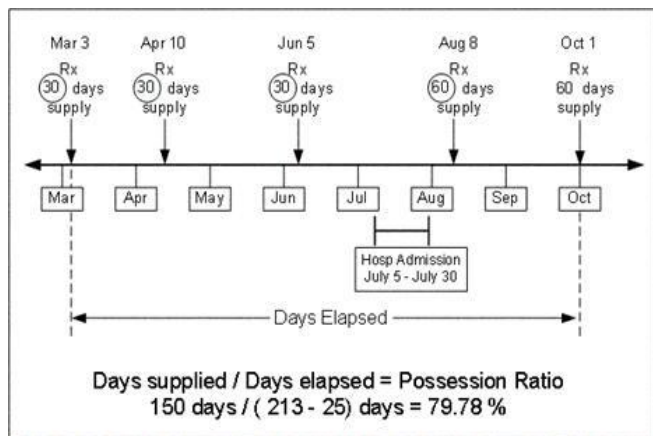 Mar 3 Apr 10 Jun 5 Aug 8 Oct 1
Rx Rx Rx Rx Rx
30 days 30 days 30 days 60 days 60 days
supply supply supply supply supply
Mar Apr May Jun Jul Aug Sep Oct
Hosp Admission
July 5 - July 30
Days Elapsed
Days supplied / Days elapsed = Possession Ratio
150 days / ( 213 - 25) days = 79.78 %